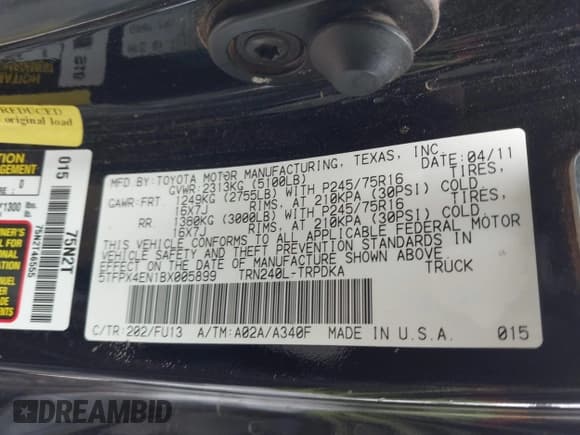 MFD BY: TOYOTA MOTOR MANUFACTURING, TEXAS, INC.
GVWR: 2313KG (5100LB) DATE: 04/11
GAWR: FRT 1249KG (2755LB) WITH P245/75R16 TIRES,
16X7J RIMS, AT 210KPA (30PSI) COLD.
RR 1380KG (3000LB) WITH P245/75R16 TIRES,
16X7J RIMS, AT 210KPA (30PSI) COLD.
THIS VEHICLE CONFORMS TO ALL APPLICABLE FEDERAL MOTOR
VEHICLE SAFETY STANDARDS IN EFFECT ON THE DATE OF
MANUFACTURE SHOWN ABOVE.
5TFPX4EN1BX005899 TRN240L-TRPDKA TRUCK
C/TR: 202/FU13 A/TM: A02A/A340F MADE IN U.S.A. 015
REDUCED
original load
015
75N2T
75N2T46555
0
1300
DREAMBID